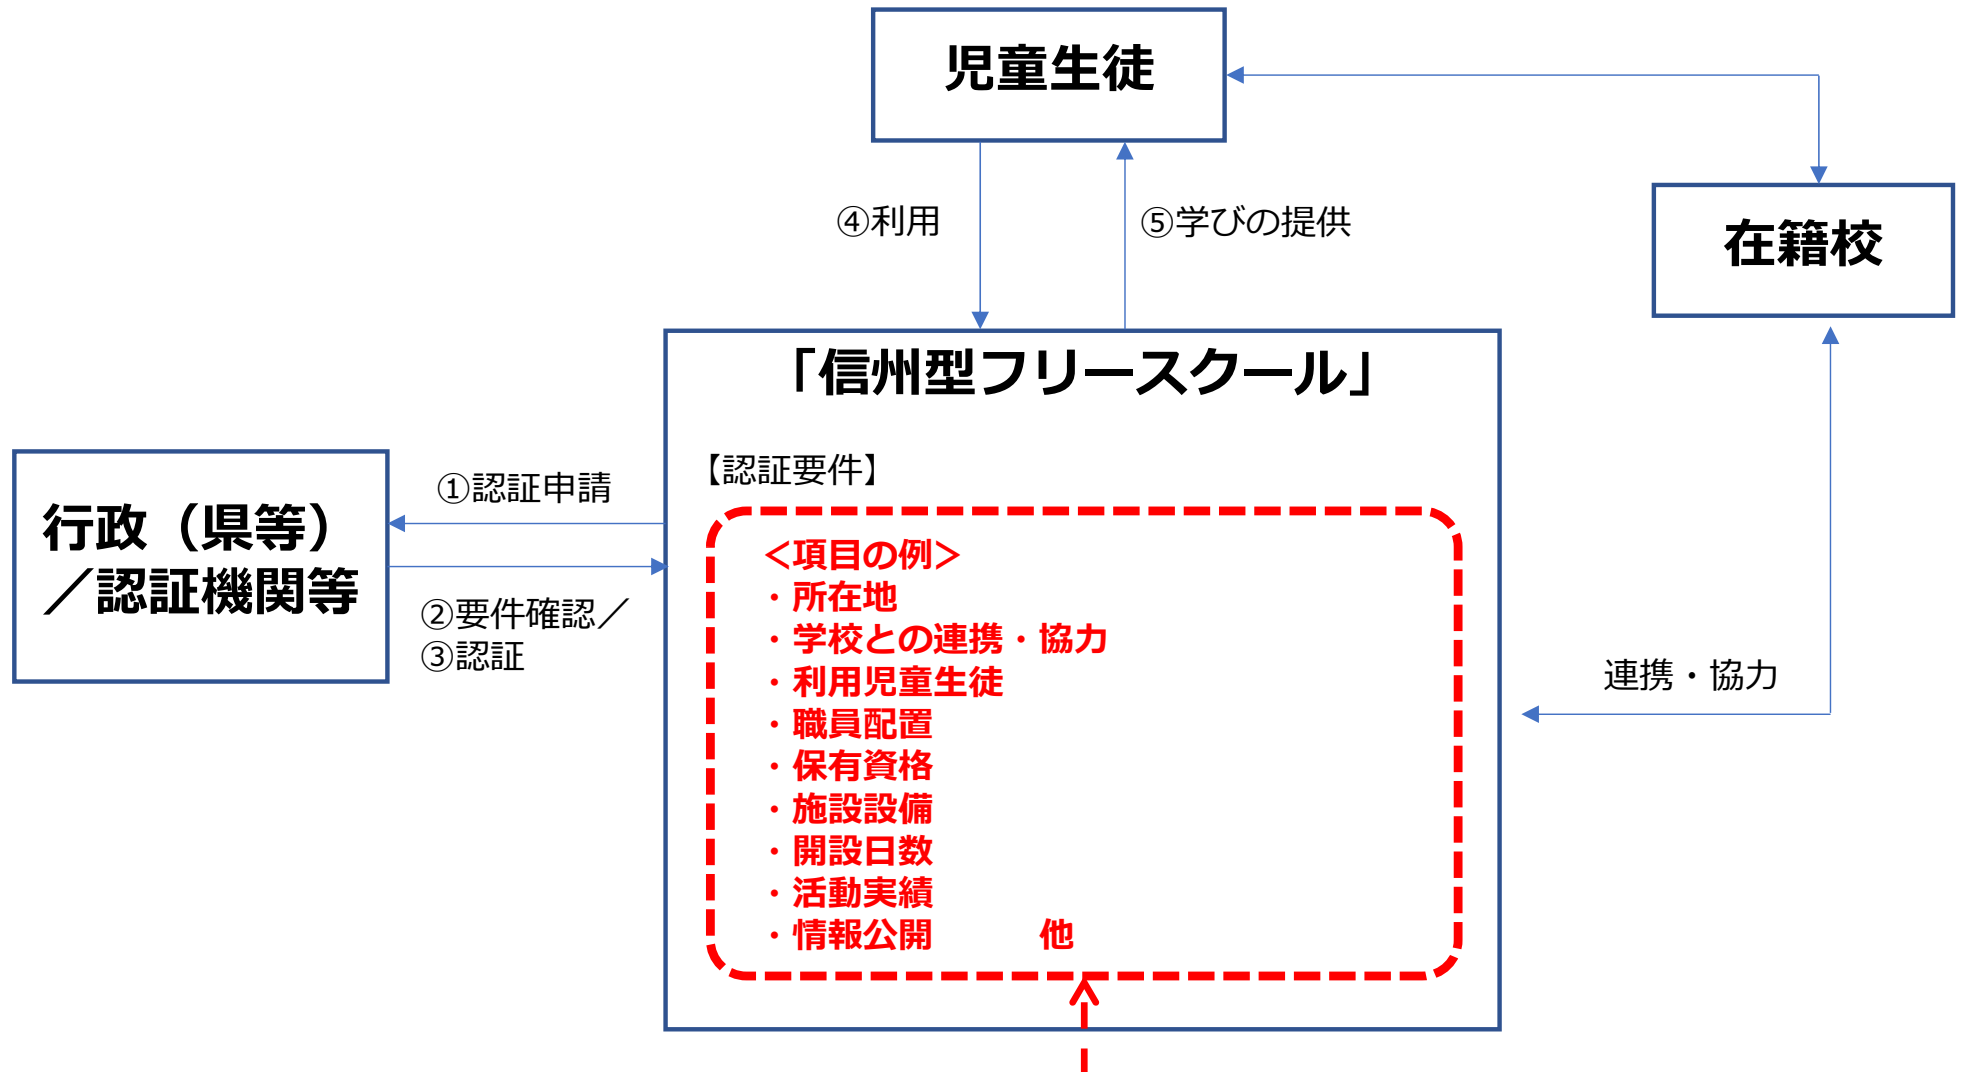 児童生徒
④利用
⑤学びの提供
在籍校
「信州型フリースクール」
【認証要件】
①認証申請
行政（県等）
／認証機関等
②要件確認／
③認証
＜項目の例＞
・所在地
・学校との連携・協力
・利用児童生徒
・職員配置
・保有資格
・施設設備
・開設日数
・活動実績
・情報公開　　　他
連携・協力